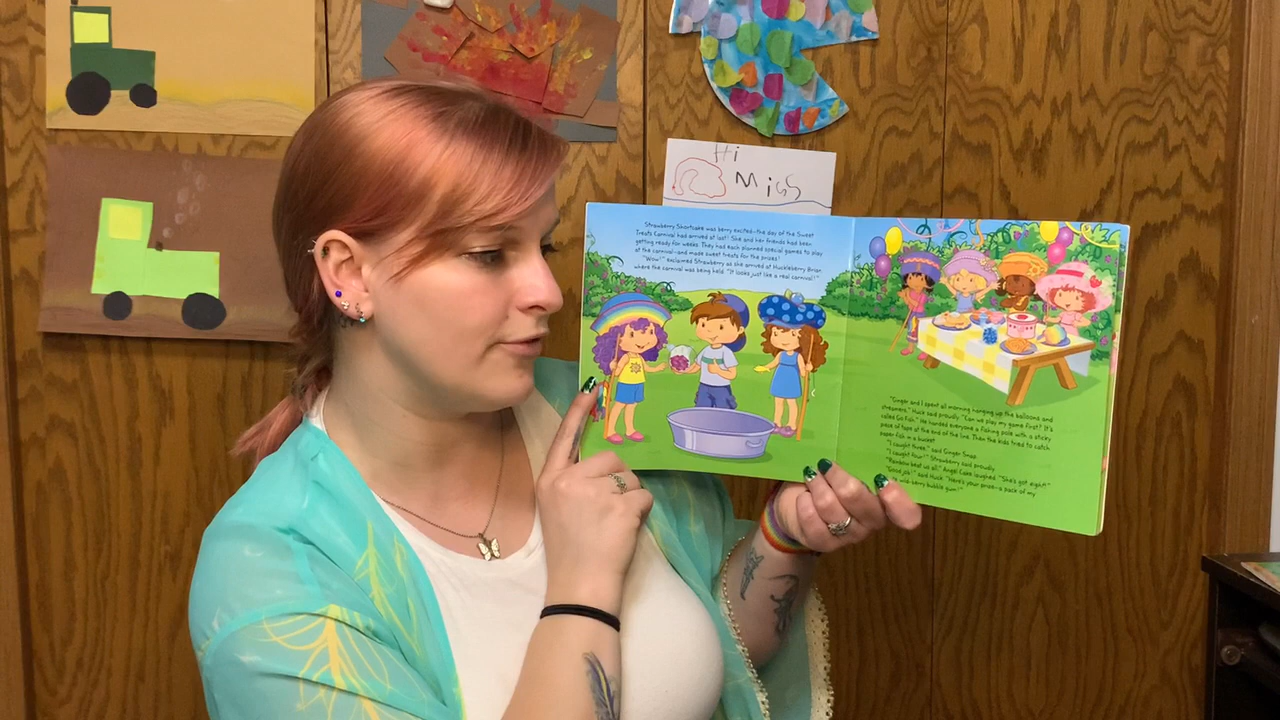 Hi
Miss
Strawberry Shortcake was berry excited—the day of the Sweet
Treats Carnival had arrived at last! She and her friends had been
getting ready for weeks. They had each planned special games to play
at the carnival—and made sweet treats for the prizes!
"Wow!" exclaimed Strawberry as she arrived at Huckleberry Briar,
where the carnival was being held. "It looks just like a real carnival!"
"Ginger and I spent all morning hanging up the balloons and
streamers," Huck said proudly. "Can we play my game first? It's
called Go Fish." He handed everyone a fishing pole with a sticky
piece of tape at the end of the line. Then the kids tried to catch
paper fish in a bucket.
"I caught three," said Ginger Snap.
"I caught four!" Strawberry said proudly.
"Rainbow beat us all," Angel Cake laughed. "She's got eight!"
"Good job!" said Huck. "Here's your prize—a pack of my
wild-berry bubble gum!"